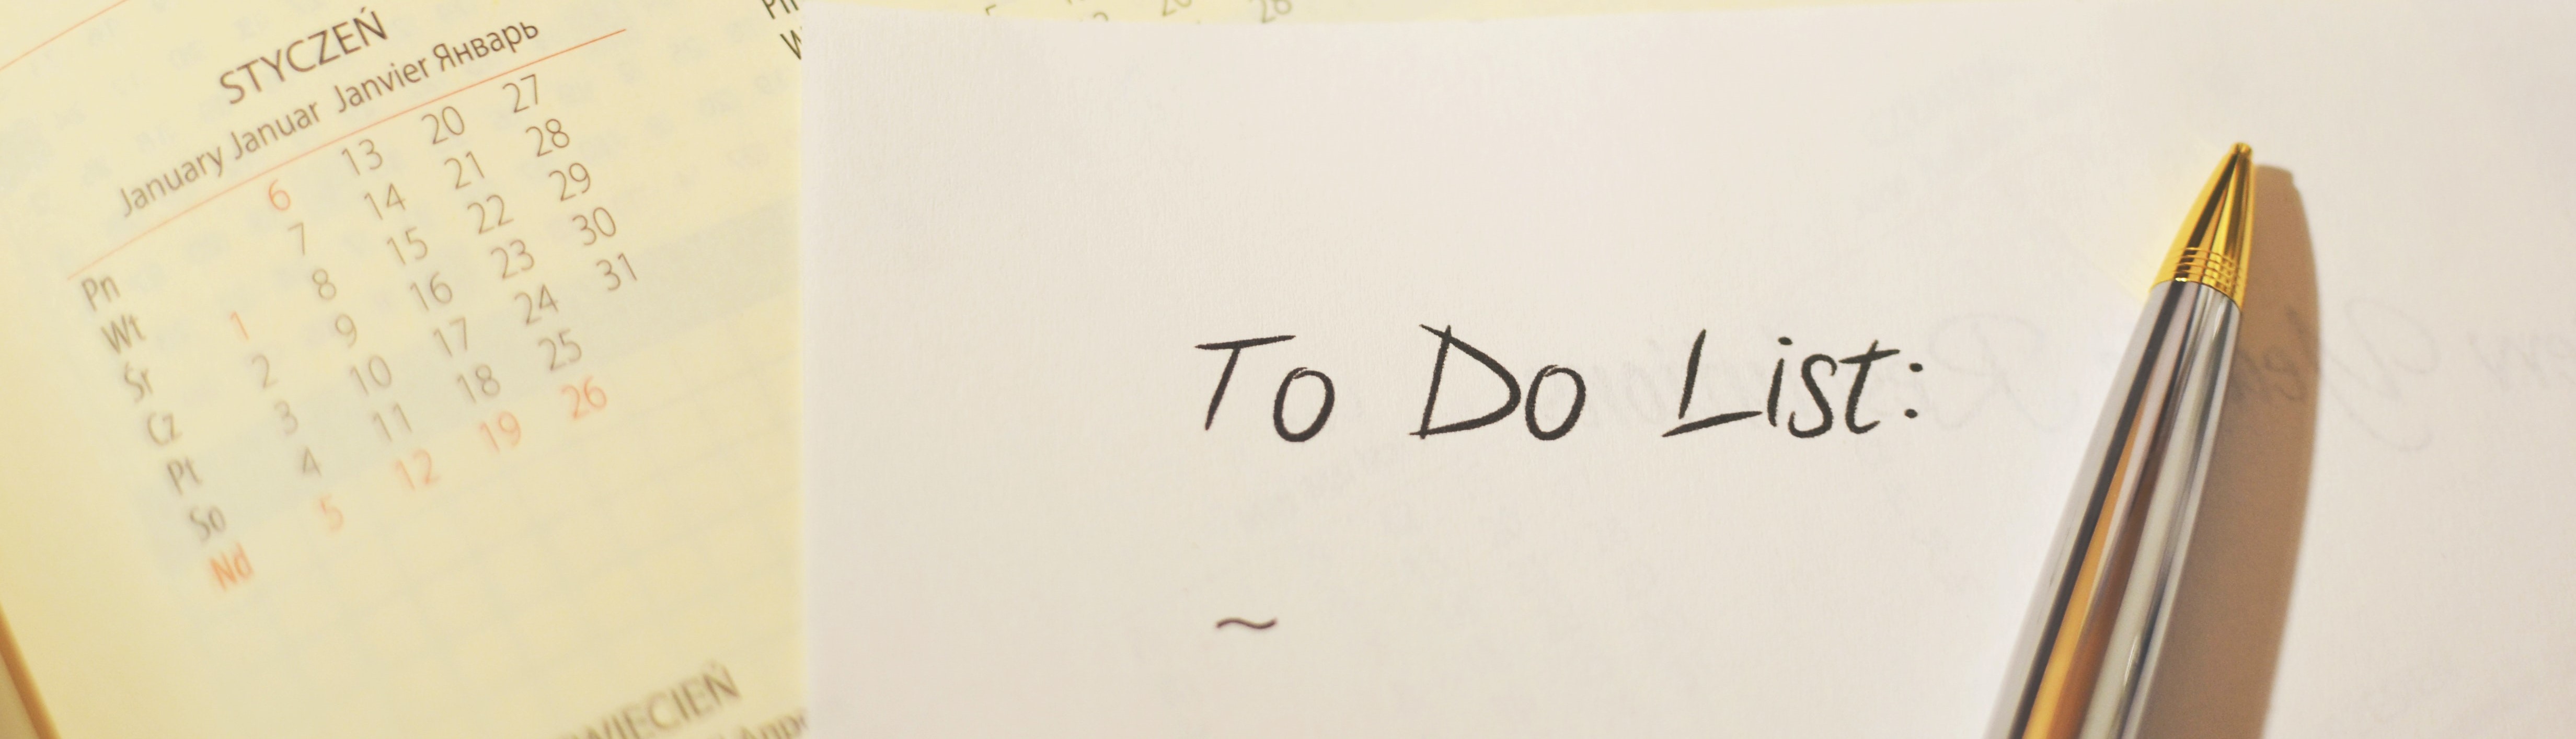 STYCZEŃ
January Januar Janvier Январь
Pn 6 13 20 27
Wt 7 14 21 28
Śr 1 8 15 22 29
Cz 2 9 16 23 30
Pt 3 10 17 24 31
So 4 11 18 25
Nd 5 12 19 26
To Do List:
~